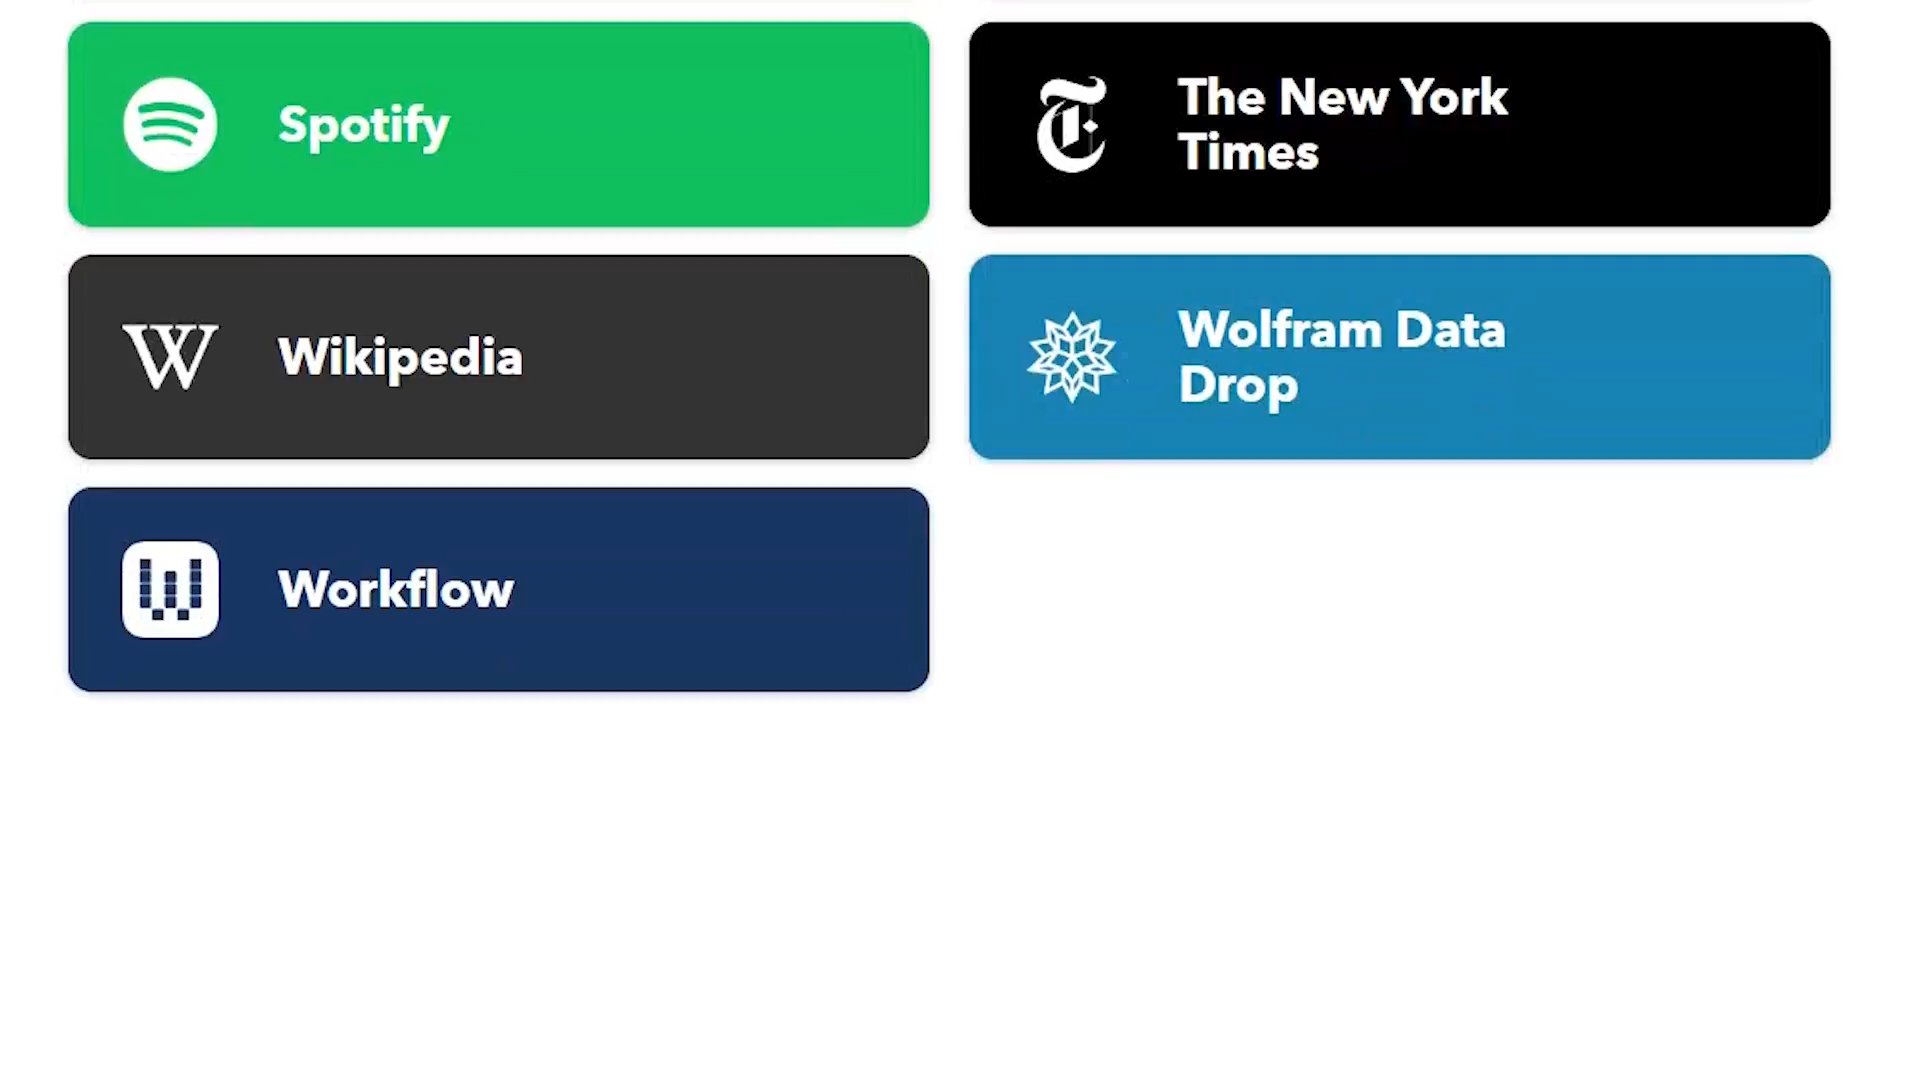 Spotify
The New York
Times
Wikipedia
Wolfram Data
Drop
Workflow